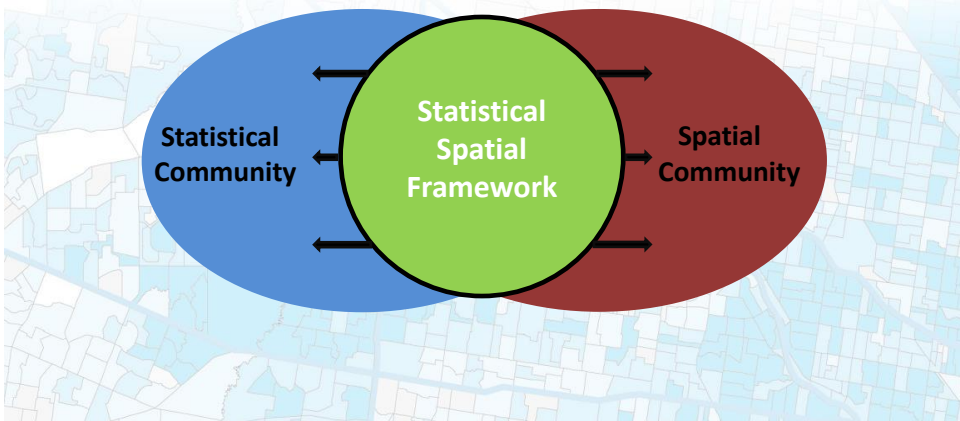 Statistical
Community
Statistical
Spatial
Framework
Spatial
Community